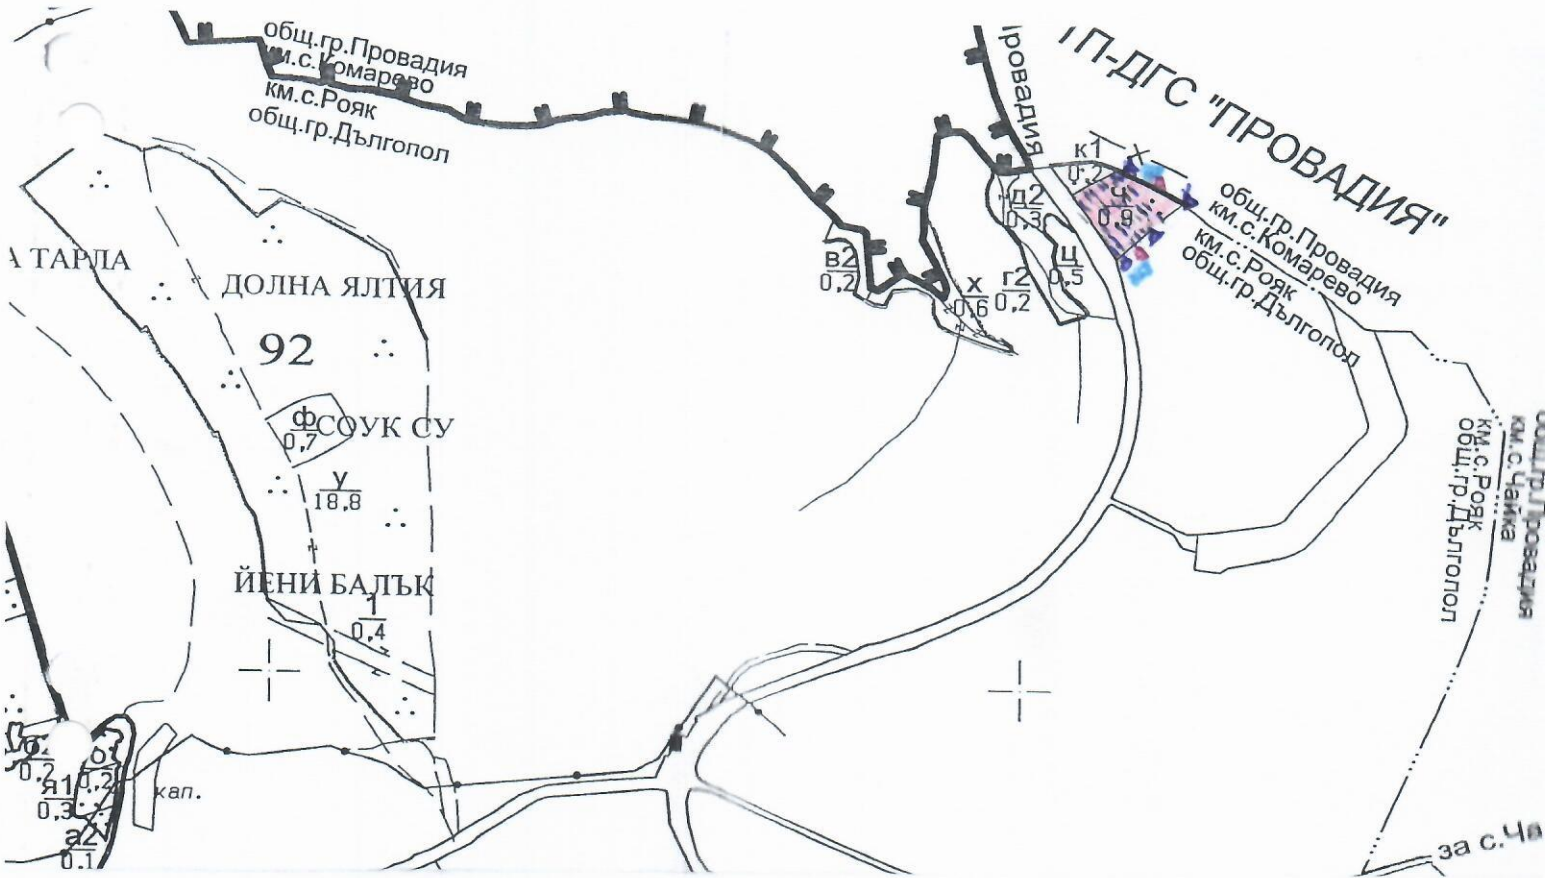 общ.гр.Провадия
км.с.Комарево
км.с.Рояк
общ.гр.Дългопол
ТП-ДГС "ПРОВАДИЯ"
ровадия
к1
0,2
ч
0,9
д2
0,3
ц
0,5
г2
0,2
х
0,6
в2
0,2
общ.гр.Провадия
км.с.Комарево
км.с.Рояк
общ.гр.Дългопол
ТАРЛА
ДОЛНА ЯЛТИЯ
92
ф
0,7
СОУК СУ
у
18,8
ЙЕНИ БАЛЪК
1
0,4
общ.гр.Провадия
км.с.Чайка
км.с.Рояк
общ.гр.Дългопол
0,2
0,2
я1
0,3
а2
0,1
кап.
за с.Ча